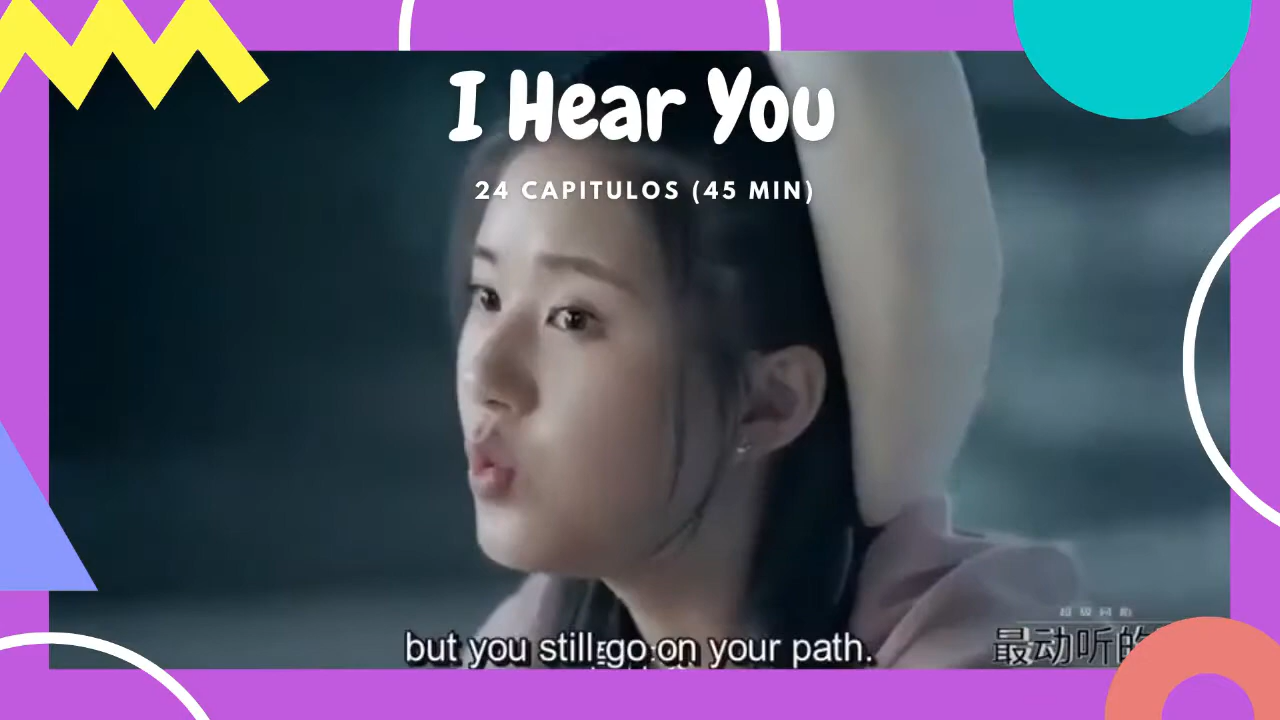 I Hear You
24 CAPITULOS (45 MIN)
but you still go on your path.
最动听的